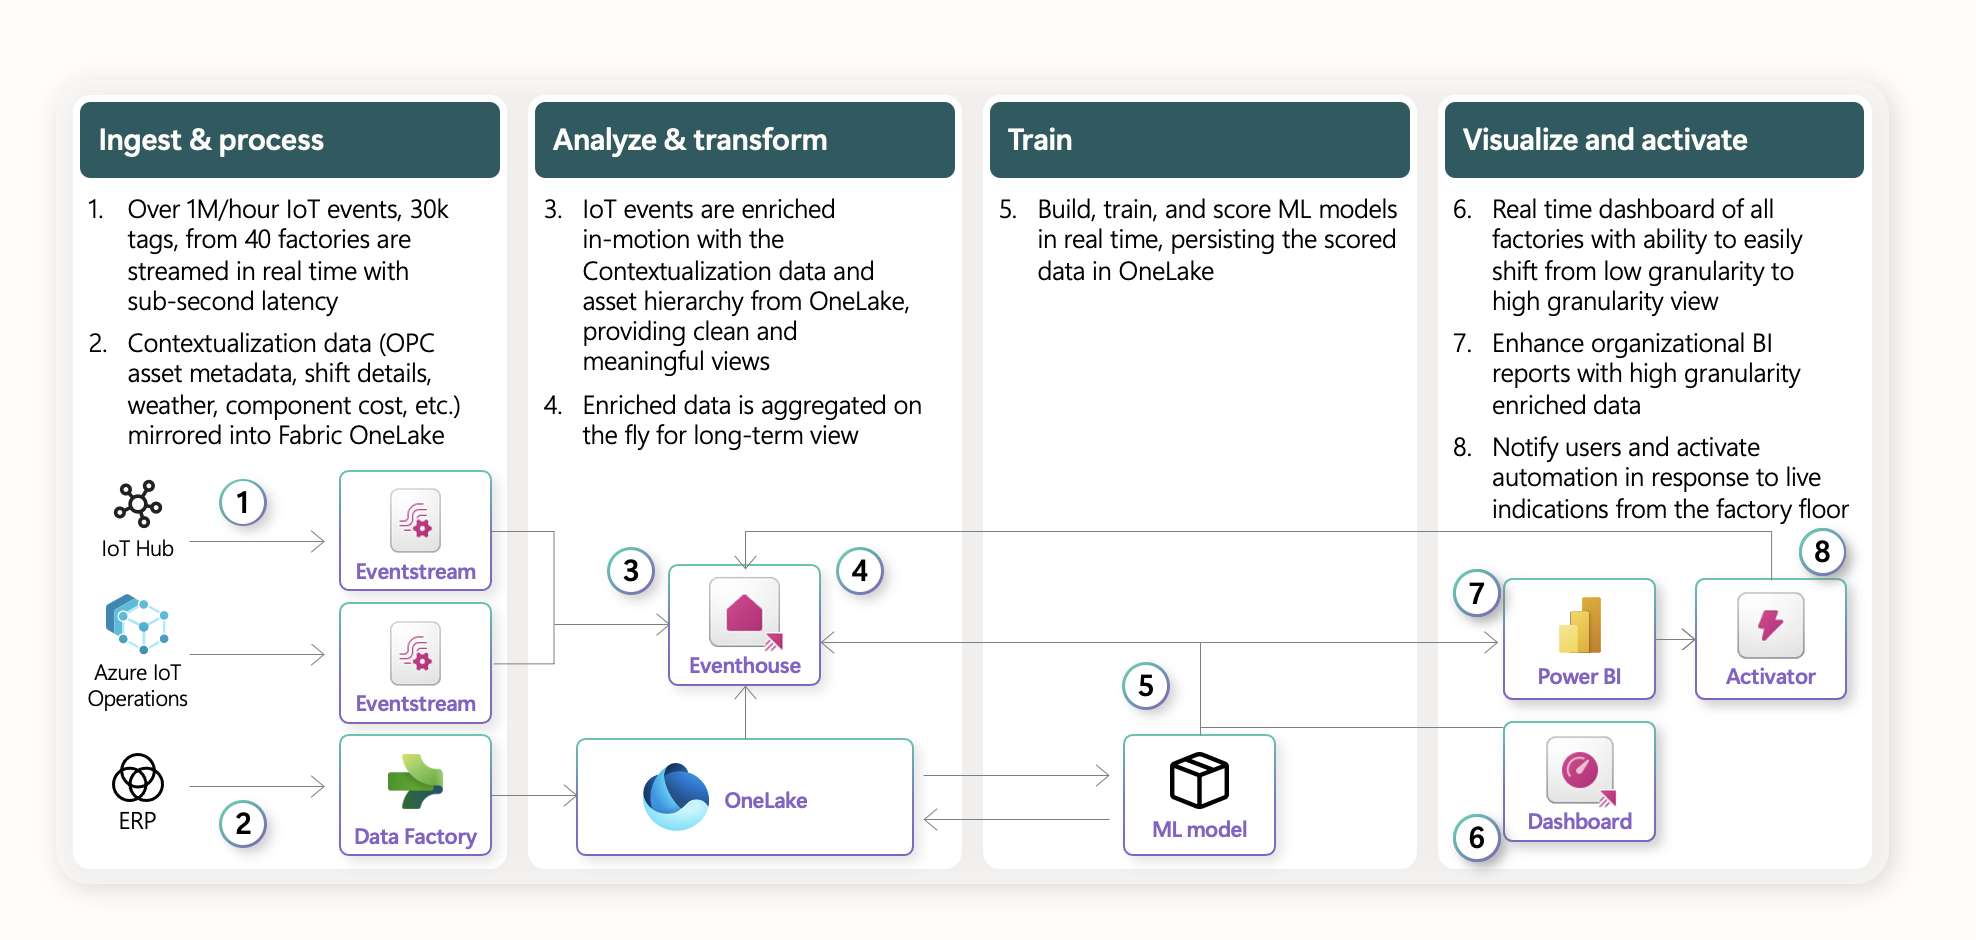 Ingest & process
1. Over 1M/hour IoT events, 30k
tags, from 40 factories are
streamed in real time with
sub-second latency
2. Contextualization data (OPC
asset metadata, shift details,
weather, component cost, etc.)
mirrored into Fabric OneLake
IoT Hub
1
Eventstream
Azure IoT
Operations
Eventstream
ERP
2
Data Factory
Analyze & transform
3. IoT events are enriched
in-motion with the
Contextualization data and
asset hierarchy from OneLake,
providing clean and
meaningful views
4. Enriched data is aggregated on
the fly for long-term view
3
4
Eventhouse
OneLake
Train
5. Build, train, and score ML models
in real time, persisting the scored
data in OneLake
5
ML model
Visualize and activate
6. Real time dashboard of all
factories with ability to easily
shift from low granularity to
high granularity view
7. Enhance organizational BI
reports with high granularity
enriched data
8. Notify users and activate
automation in response to live
indications from the factory floor
8
7
Power BI
Activator
Dashboard
6